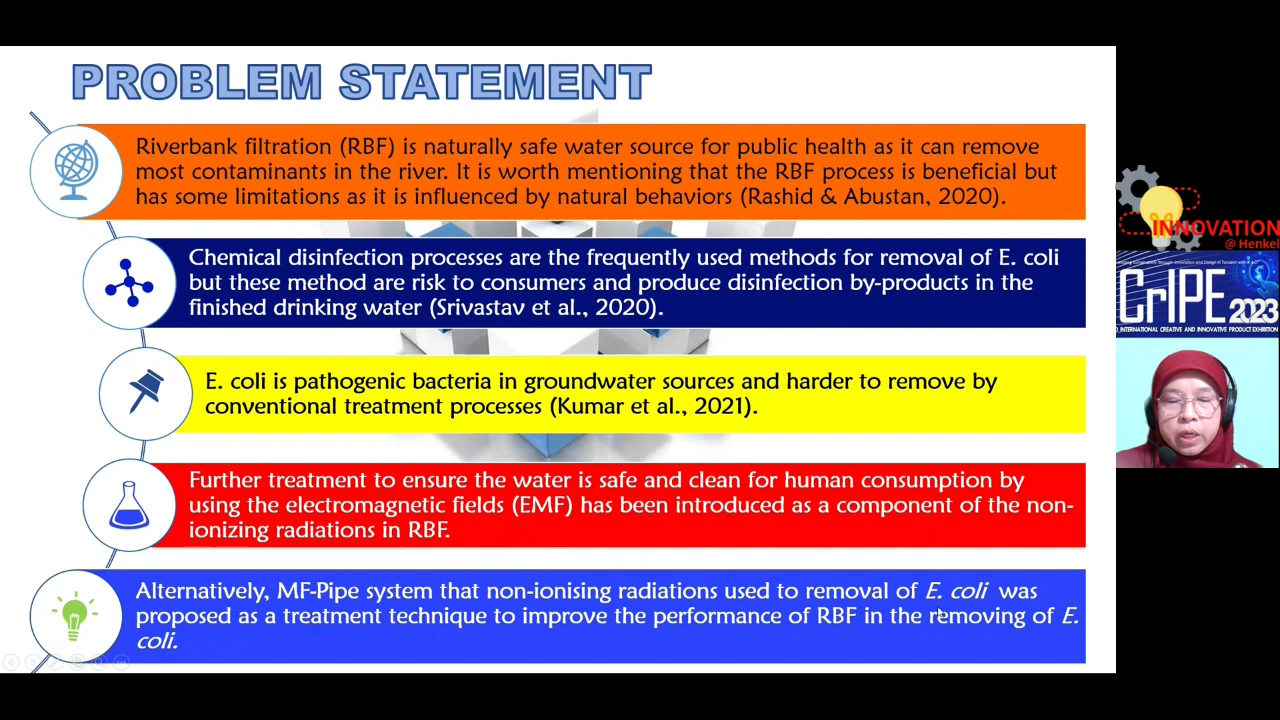 PROBLEM STATEMENT
Riverbank filtration (RBF) is naturally safe water source for public health as it can remove
most contaminants in the river. It is worth mentioning that the RBF process is beneficial but
has some limitations as it is influenced by natural behaviors (Rashid & Abustan, 2020).
Chemical disinfection processes are the frequently used methods for removal of E. coli
but these method are risk to consumers and produce disinfection by-products in the
finished drinking water (Srivastav et al., 2020).
E. coli is pathogenic bacteria in groundwater sources and harder to remove by
conventional treatment processes (Kumar et al., 2021).
Further treatment to ensure the water is safe and clean for human consumption by
using the electromagnetic fields (EMF) has been introduced as a component of the non-
ionizing radiations in RBF.
Alternatively, MF-Pipe system that non-ionising radiations used to removal of E. coli was
proposed as a treatment technique to improve the performance of RBF in the removing of E.
coli.
INNOVATION
@ Henkel
CrIPE 2023
INTERNATIONAL CREATIVE AND INNOVATIVE PRODUCT EXHIBITION